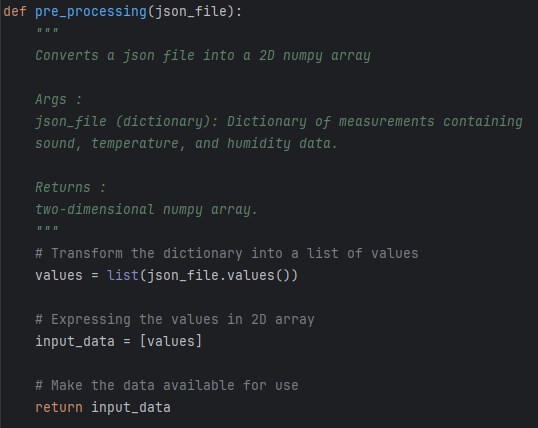 def pre_processing(json_file):
    """
    Converts a json file into a 2D numpy array

    Args :
    json_file (dictionary): Dictionary of measurements containing
    sound, temperature, and humidity data.

    Returns :
    two-dimensional numpy array.
    """
    # Transform the dictionary into a list of values
    values = list(json_file.values())

    # Expressing the values in 2D array
    input_data = [values]

    # Make the data available for use
    return input_data